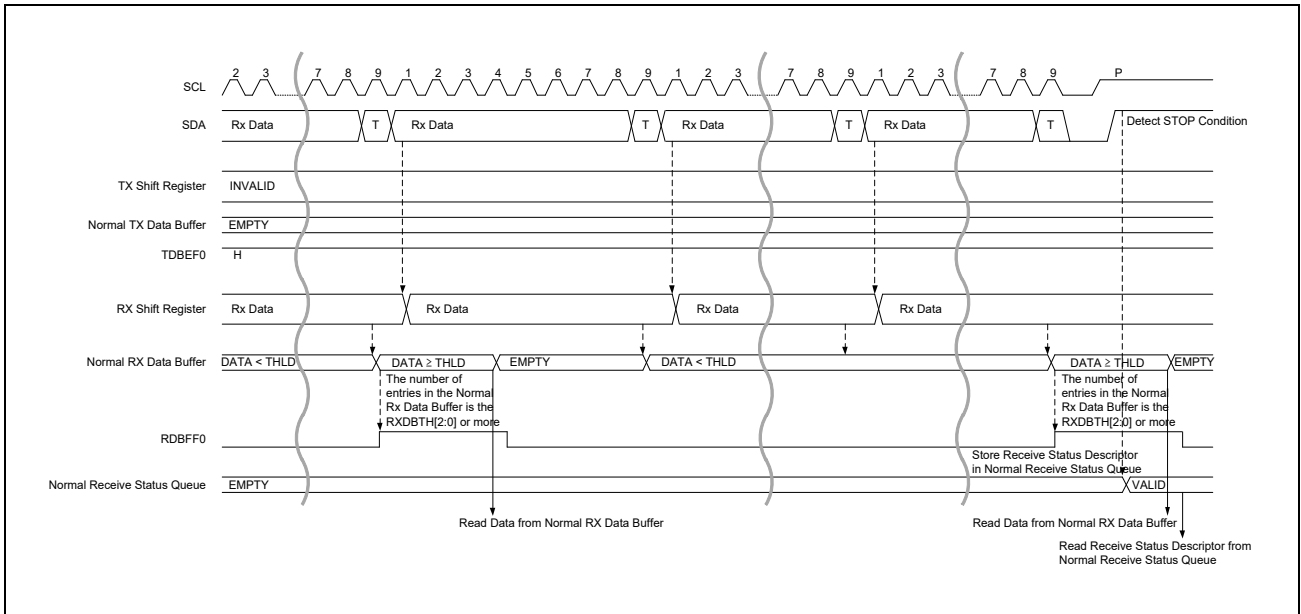 2 3 7 8 9 1 2 3 4 5 6 7 8 9 1 2 3 7 8 9 1 2 3 7 8 9 P
SCL
SDA Rx Data T Rx Data T Rx Data T Rx Data T Detect STOP Condition
TX Shift Register INVALID
Normal TX Data Buffer EMPTY
TDBEF0 H
RX Shift Register Rx Data Rx Data Rx Data Rx Data
Normal RX Data Buffer DATA < THLD DATA ≥ THLD EMPTY DATA < THLD DATA ≥ THLD EMPTY
The number of
entries in the Normal
Rx Data Buffer is the
RXDBTH[2:0] or more
The number of
entries in the Normal
Rx Data Buffer is the
RXDBTH[2:0] or more
RDBFF0
Store Receive Status Descriptor
in Normal Receive Status Queue
Normal Receive Status Queue EMPTY VALID
Read Data from Normal RX Data Buffer Read Data from Normal RX Data Buffer
Read Receive Status Descriptor from
Normal Receive Status Queue